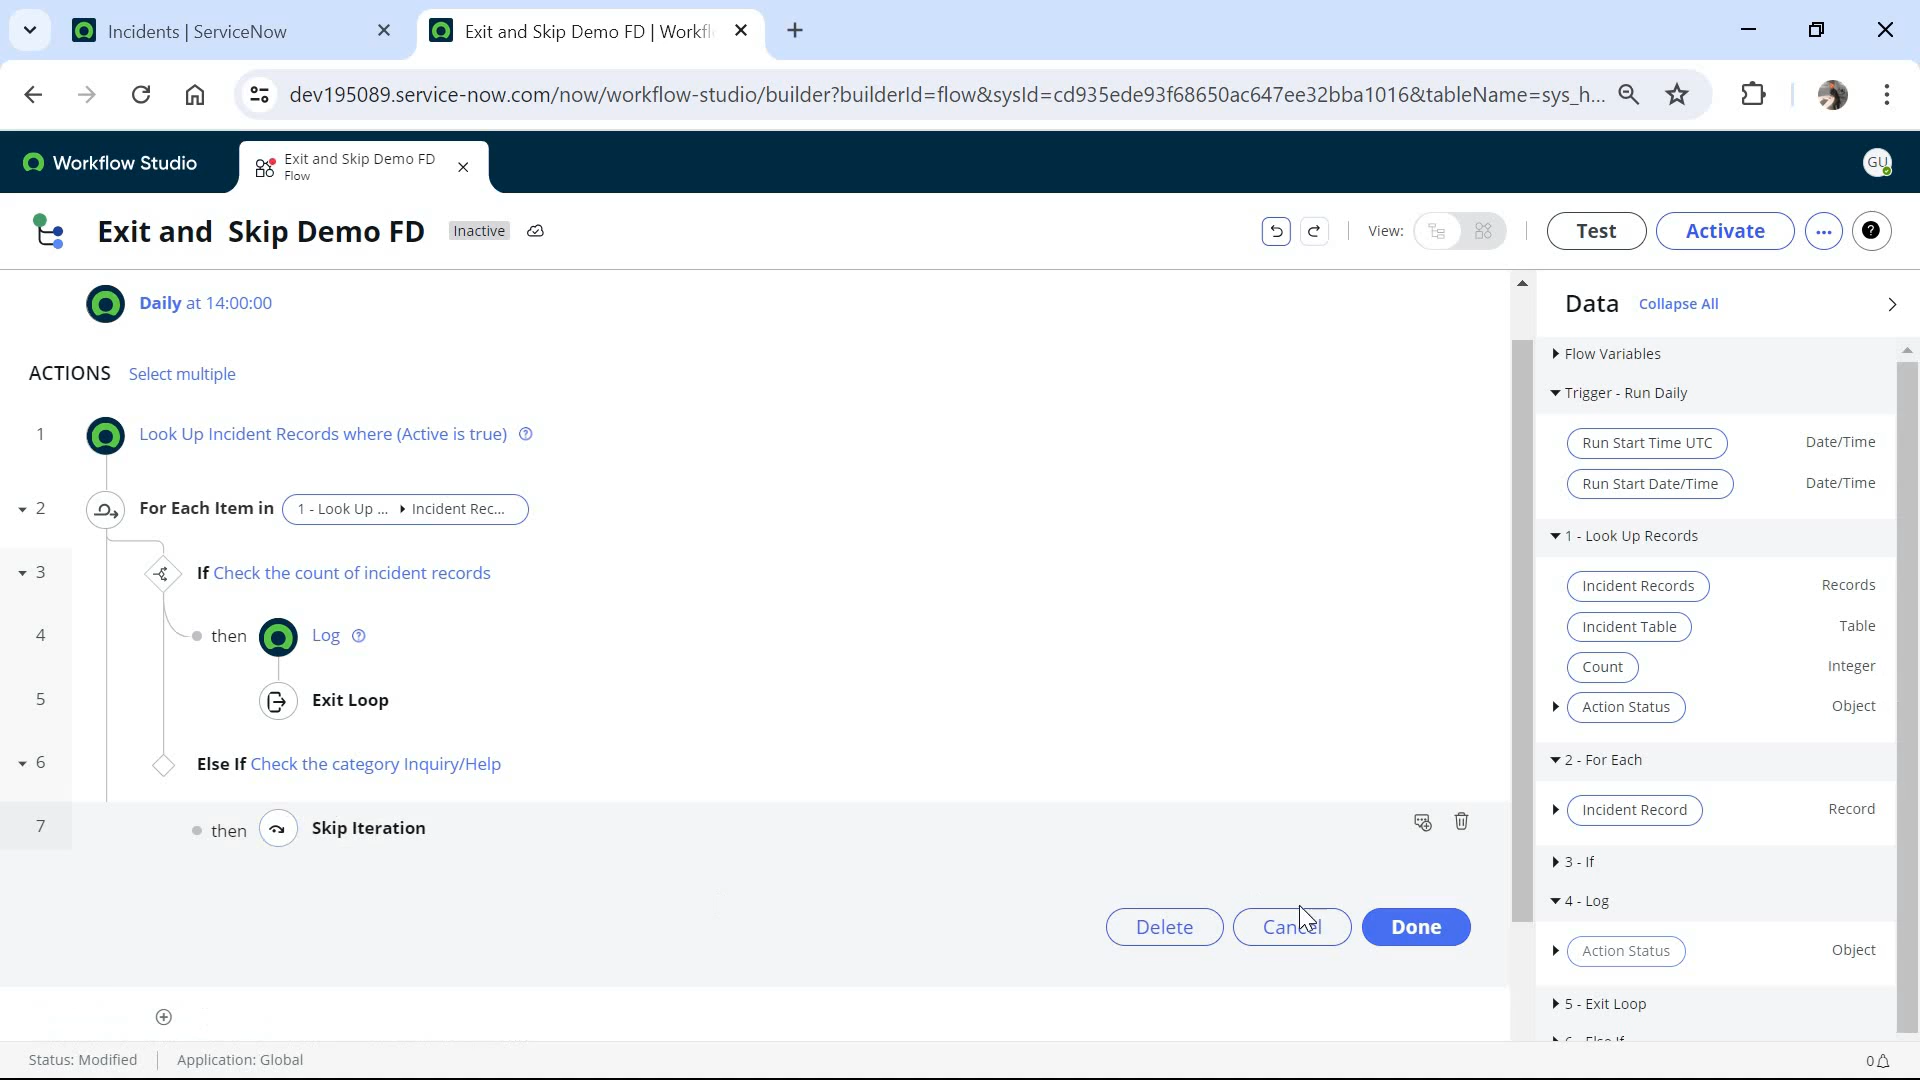 Incidents | ServiceNow
Exit and Skip Demo FD | Workfl
dev195089.service-now.com/now/workflow-studio/builder?builderId=flow&sysId=cd935ede93f68650ac647ee32bba1016&tableName=sys_h...
Workflow Studio
Exit and Skip Demo FD
Flow
GU
Exit and Skip Demo FD
Inactive
View:
Test
Activate
Daily at 14:00:00
ACTIONS Select multiple
1 Look Up Incident Records where (Active is true)
2 For Each Item in 1 - Look Up ... Incident Rec...
3 If Check the count of incident records
4 then Log
5 Exit Loop
6 Else If Check the category Inquiry/Help
7 then Skip Iteration
Delete Cancel Done
Data Collapse All
Flow Variables
Trigger - Run Daily
Run Start Time UTC Date/Time
Run Start Date/Time Date/Time
1 - Look Up Records
Incident Records Records
Incident Table Table
Count Integer
Action Status Object
2 - For Each
Incident Record Record
3 - If
4 - Log
Action Status Object
5 - Exit Loop
6 - Else If
Status: Modified Application: Global
0